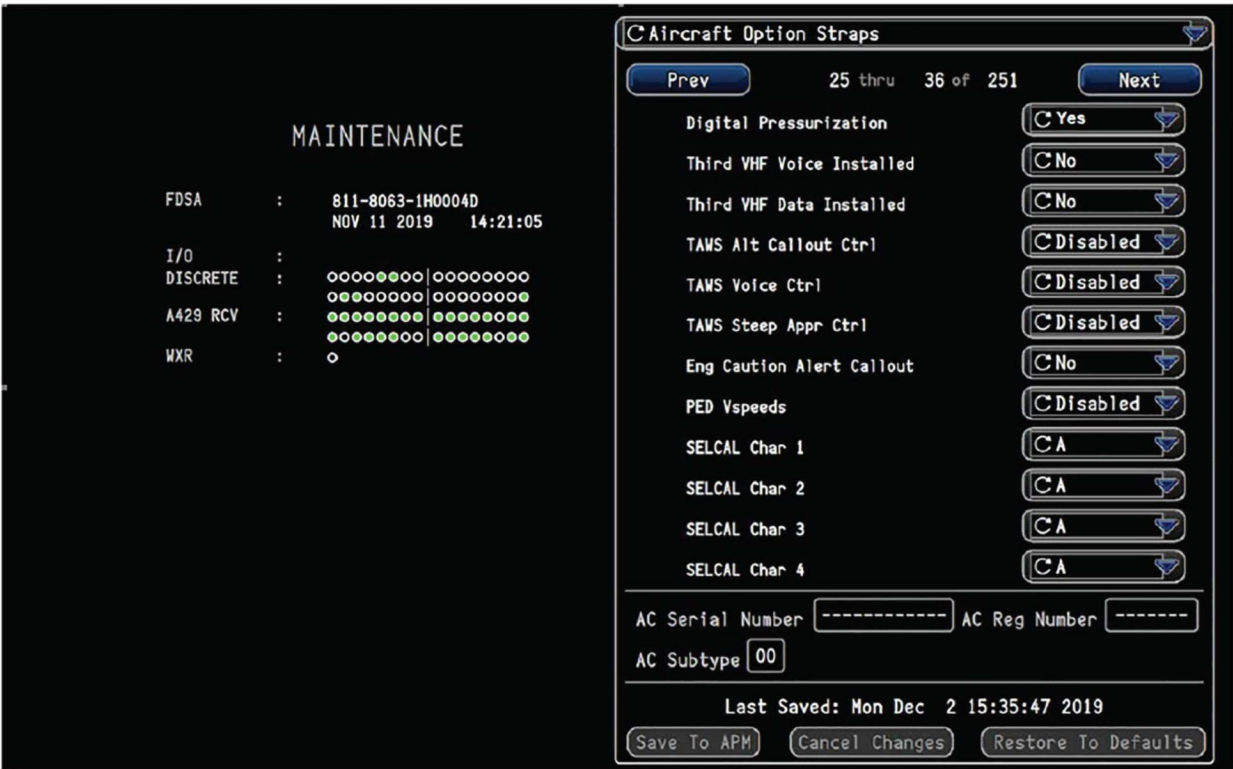 MAINTENANCE
FDSA : 811-8063-1H0004D
NOV 11 2019 14:21:05
I/O :
DISCRETE :
A429 RCV :
WXR :
Aircraft Option Straps
Prev 25 thru 36 of 251 Next
Digital Pressurization Yes
Third VHF Voice Installed No
Third VHF Data Installed No
TAWS Alt Callout Ctrl Disabled
TAWS Voice Ctrl Disabled
TAWS Steep Appr Ctrl Disabled
Eng Caution Alert Callout No
PED Vspeeds Disabled
SELCAL Char 1 A
SELCAL Char 2 A
SELCAL Char 3 A
SELCAL Char 4 A
AC Serial Number ------------ AC Reg Number -------
AC Subtype 00
Last Saved: Mon Dec 2 15:35:47 2019
Save To APM Cancel Changes Restore To Defaults